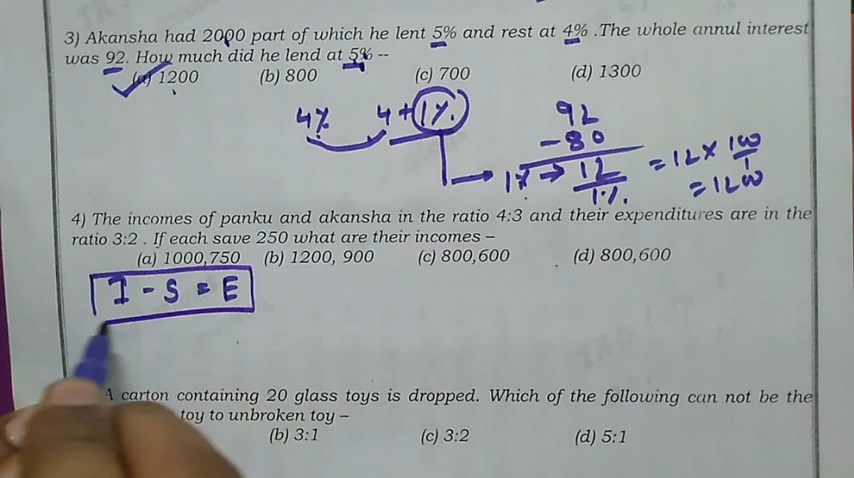 3) Akansha had 2000 part of which he lent 5% and rest at 4% .The whole annul interest
was 92. How much did he lend at 5% --
(a) 1200 (b) 800 (c) 700 (d) 1300
4% 4+1%
92
-80
1% → 12/1% = 12 × 100/1
= 1200
4) The incomes of panku and akansha in the ratio 4:3 and their expenditures are in the
ratio 3:2 . If each save 250 what are their incomes –
(a) 1000,750 (b) 1200, 900 (c) 800,600 (d) 800,600
I - S = E
A carton containing 20 glass toys is dropped. Which of the following can not be the
toy to unbroken toy –
(b) 3:1 (c) 3:2 (d) 5:1